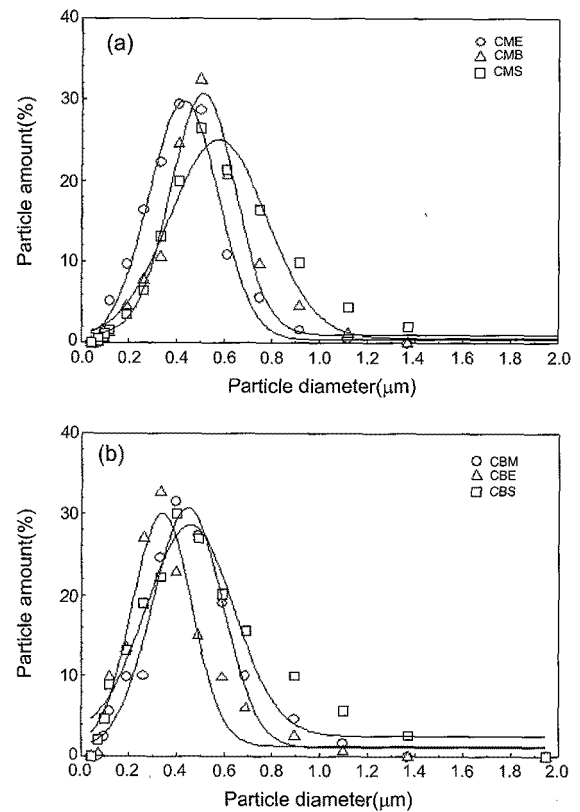 (a)
CME
CMB
CMS
Particle amount(%)
40
30
20
10
0
0.0 0.2 0.4 0.6 0.8 1.0 1.2 1.4 1.6 1.8 2.0
Particle diameter(μm)
(b)
CBM
CBE
CBS
Particle amount(%)
40
30
20
10
0
0.0 0.2 0.4 0.6 0.8 1.0 1.2 1.4 1.6 1.8 2.0
Particle diameter(μm)